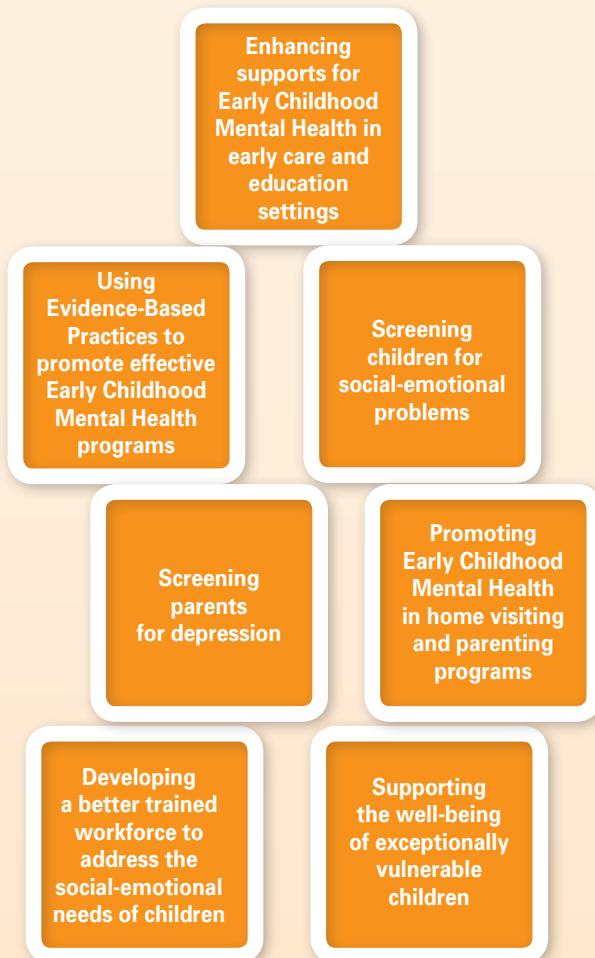 Enhancing
supports for
Early Childhood
Mental Health in
early care and
education
settings
Using
Evidence-Based
Practices to
promote effective
Early Childhood
Mental Health
programs
Screening
children for
social-emotional
problems
Screening
parents
for depression
Promoting
Early Childhood
Mental Health
in home visiting
and parenting
programs
Developing
a better trained
workforce to
address the
social-emotional
needs of children
Supporting
the well-being
of exceptionally
vulnerable
children